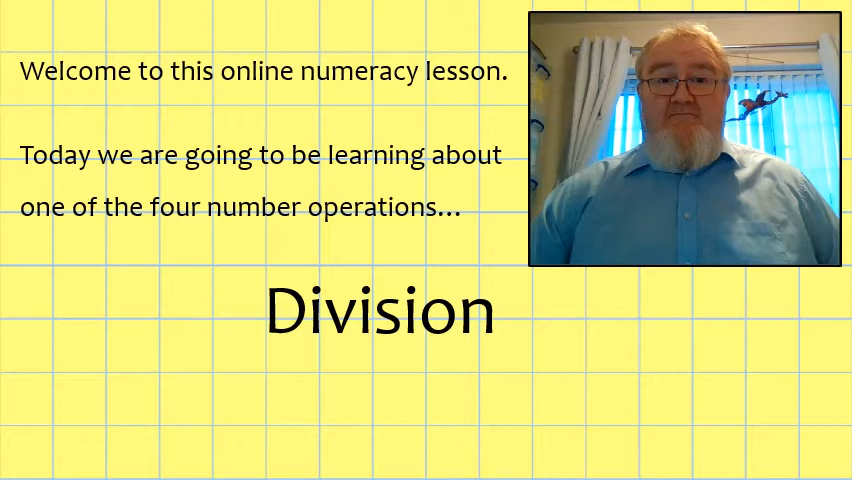 Welcome to this online numeracy lesson.
Today we are going to be learning about
one of the four number operations...
Division